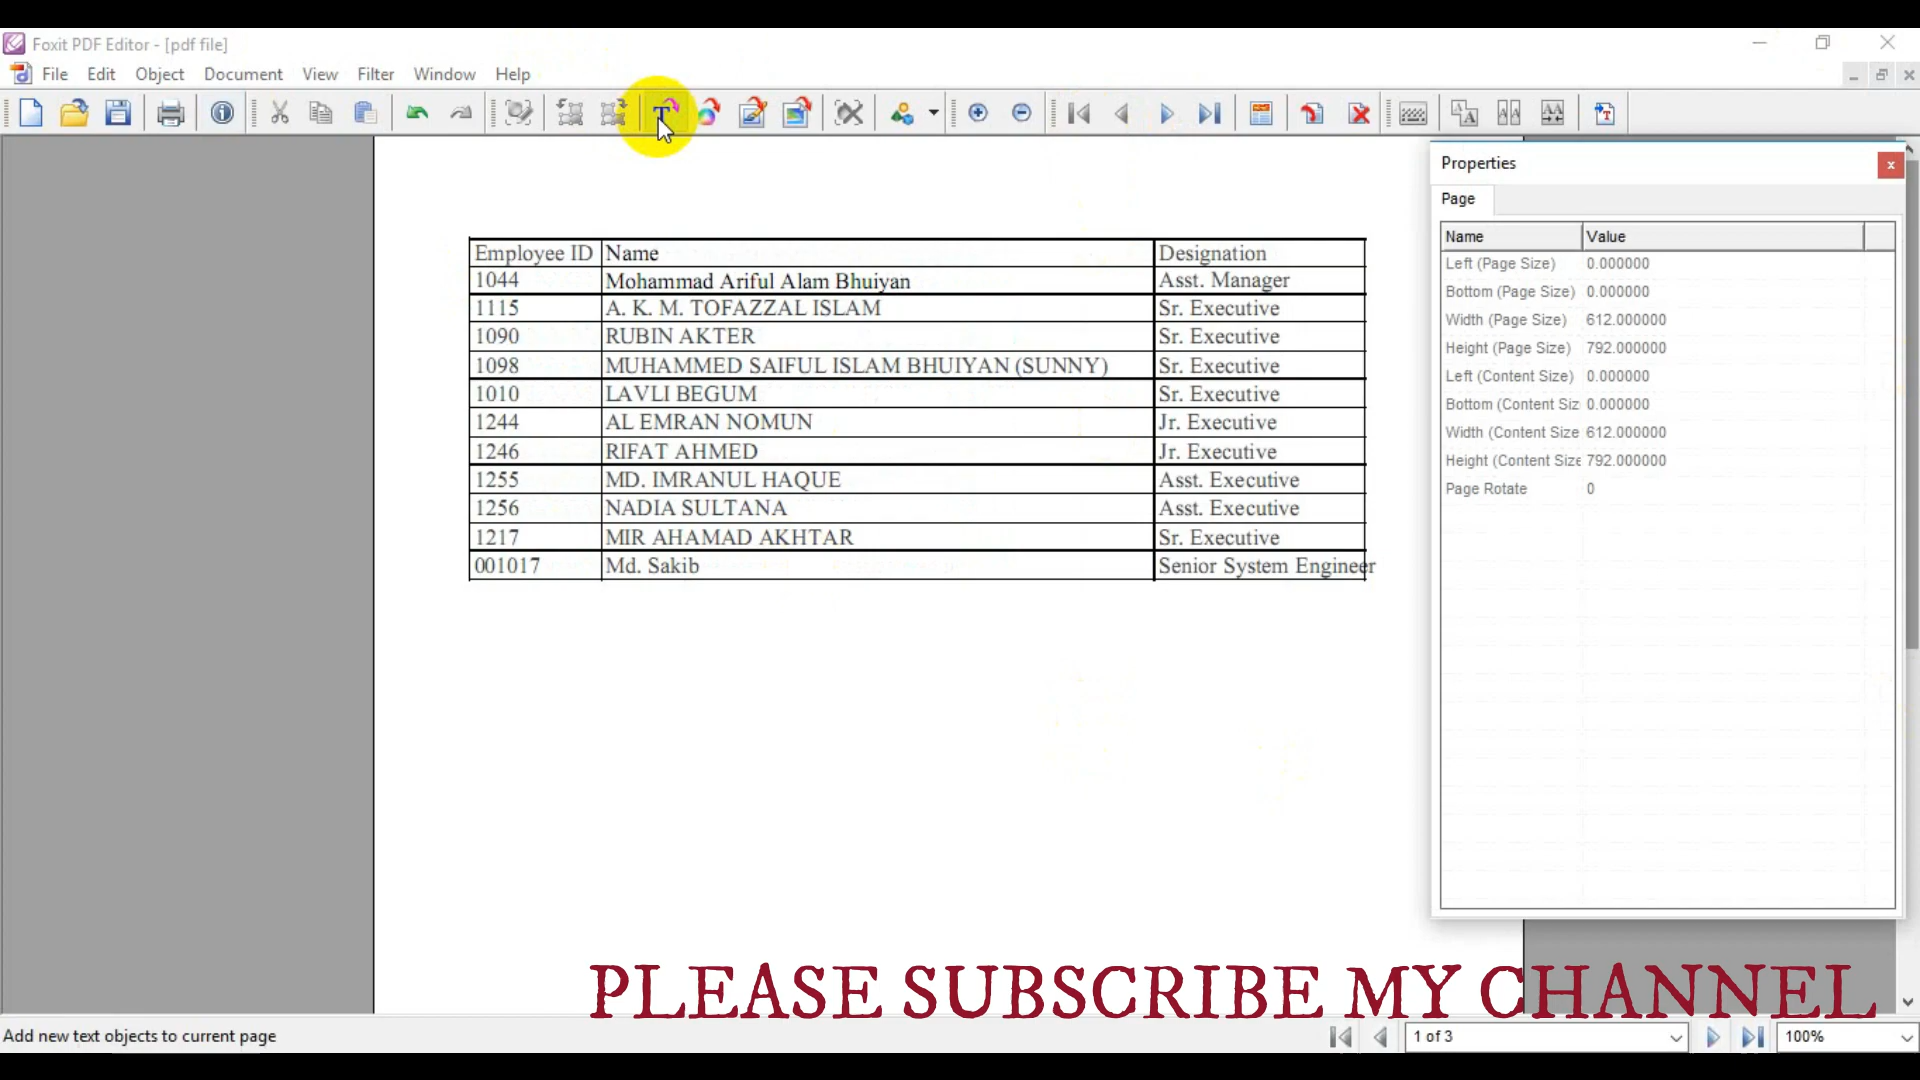 Foxit PDF Editor - [pdf file]
File Edit Object Document View Filter Window Help
Properties
Page
Name Value
Left (Page Size) 0.000000
Bottom (Page Size) 0.000000
Width (Page Size) 612.000000
Height (Page Size) 792.000000
Left (Content Size) 0.000000
Bottom (Content Siz 0.000000
Width (Content Size 612.000000
Height (Content Size 792.000000
Page Rotate 0
Employee ID Name Designation
1044 Mohammad Ariful Alam Bhuiyan Asst. Manager
1115 A. K. M. TOFAZZAL ISLAM Sr. Executive
1090 RUBIN AKTER Sr. Executive
1098 MUHAMMED SAIFUL ISLAM BHUIYAN (SUNNY) Sr. Executive
1010 LAVLI BEGUM Sr. Executive
1244 AL EMRAN NOMUN Jr. Executive
1246 RIFAT AHMED Jr. Executive
1255 MD. IMRANUL HAQUE Asst. Executive
1256 NADIA SULTANA Asst. Executive
1217 MIR AHAMAD AKHTAR Sr. Executive
001017 Md. Sakib Senior System Engineer
PLEASE SUBSCRIBE MY CHANNEL
Add new text objects to current page
1 of 3
100%